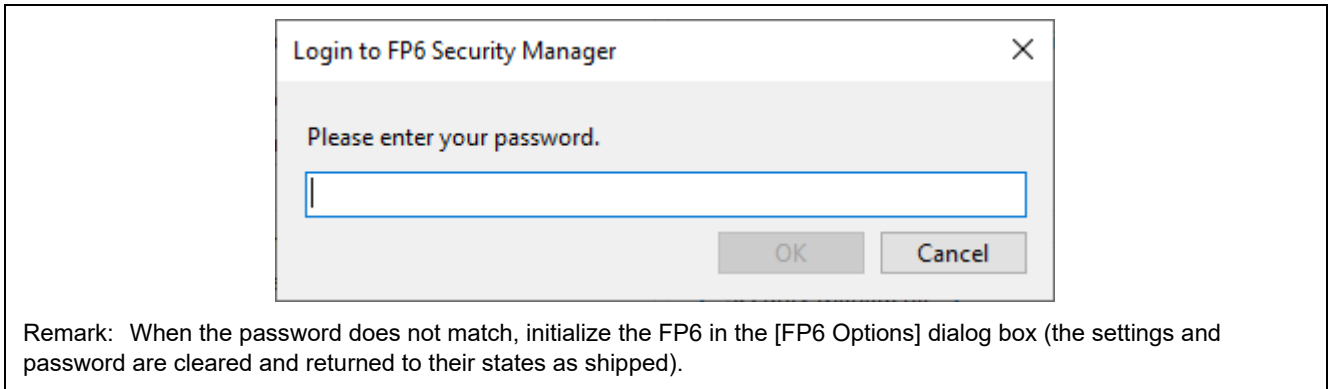 Login to FP6 Security Manager
Please enter your password.
OK
Cancel
Remark: When the password does not match, initialize the FP6 in the [FP6 Options] dialog box (the settings and
password are cleared and returned to their states as shipped).